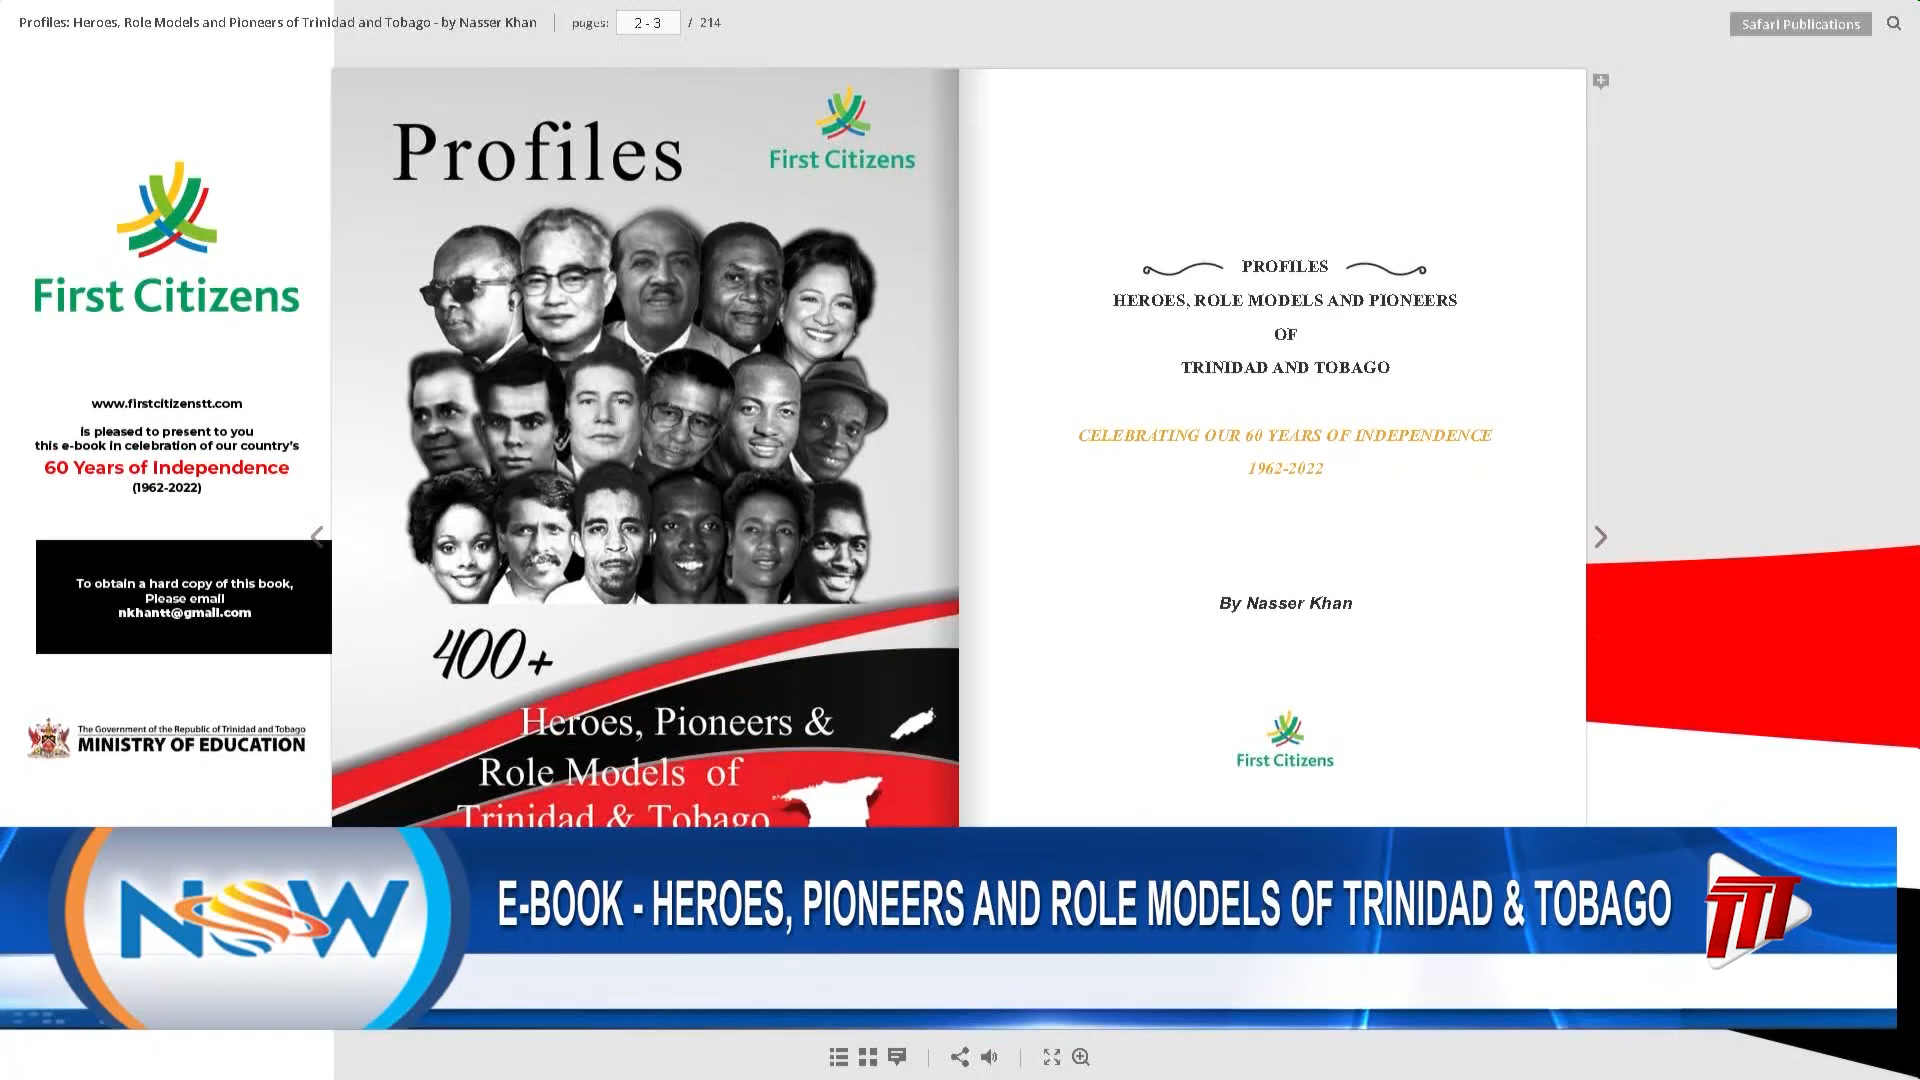 Profiles: Heroes, Role Models and Pioneers of Trinidad and Tobago - by Nasser Khan
pages: 2 - 3 / 214
Safari Publications
First Citizens
www.firstcitizenstt.com
is pleased to present to you
this e-book in celebration of our country's
60 Years of Independence
(1962-2022)
To obtain a hard copy of this book,
Please email
nkhantt@gmail.com
The Government of the Republic of Trinidad and Tobago
MINISTRY OF EDUCATION
Profiles
First Citizens
400+
Heroes, Pioneers &
Role Models of
Trinidad & Tobago
PROFILES
HEROES, ROLE MODELS AND PIONEERS
OF
TRINIDAD AND TOBAGO
CELEBRATING OUR 60 YEARS OF INDEPENDENCE
1962-2022
By Nasser Khan
First Citizens
NOW
E-BOOK - HEROES, PIONEERS AND ROLE MODELS OF TRINIDAD & TOBAGO
TTT